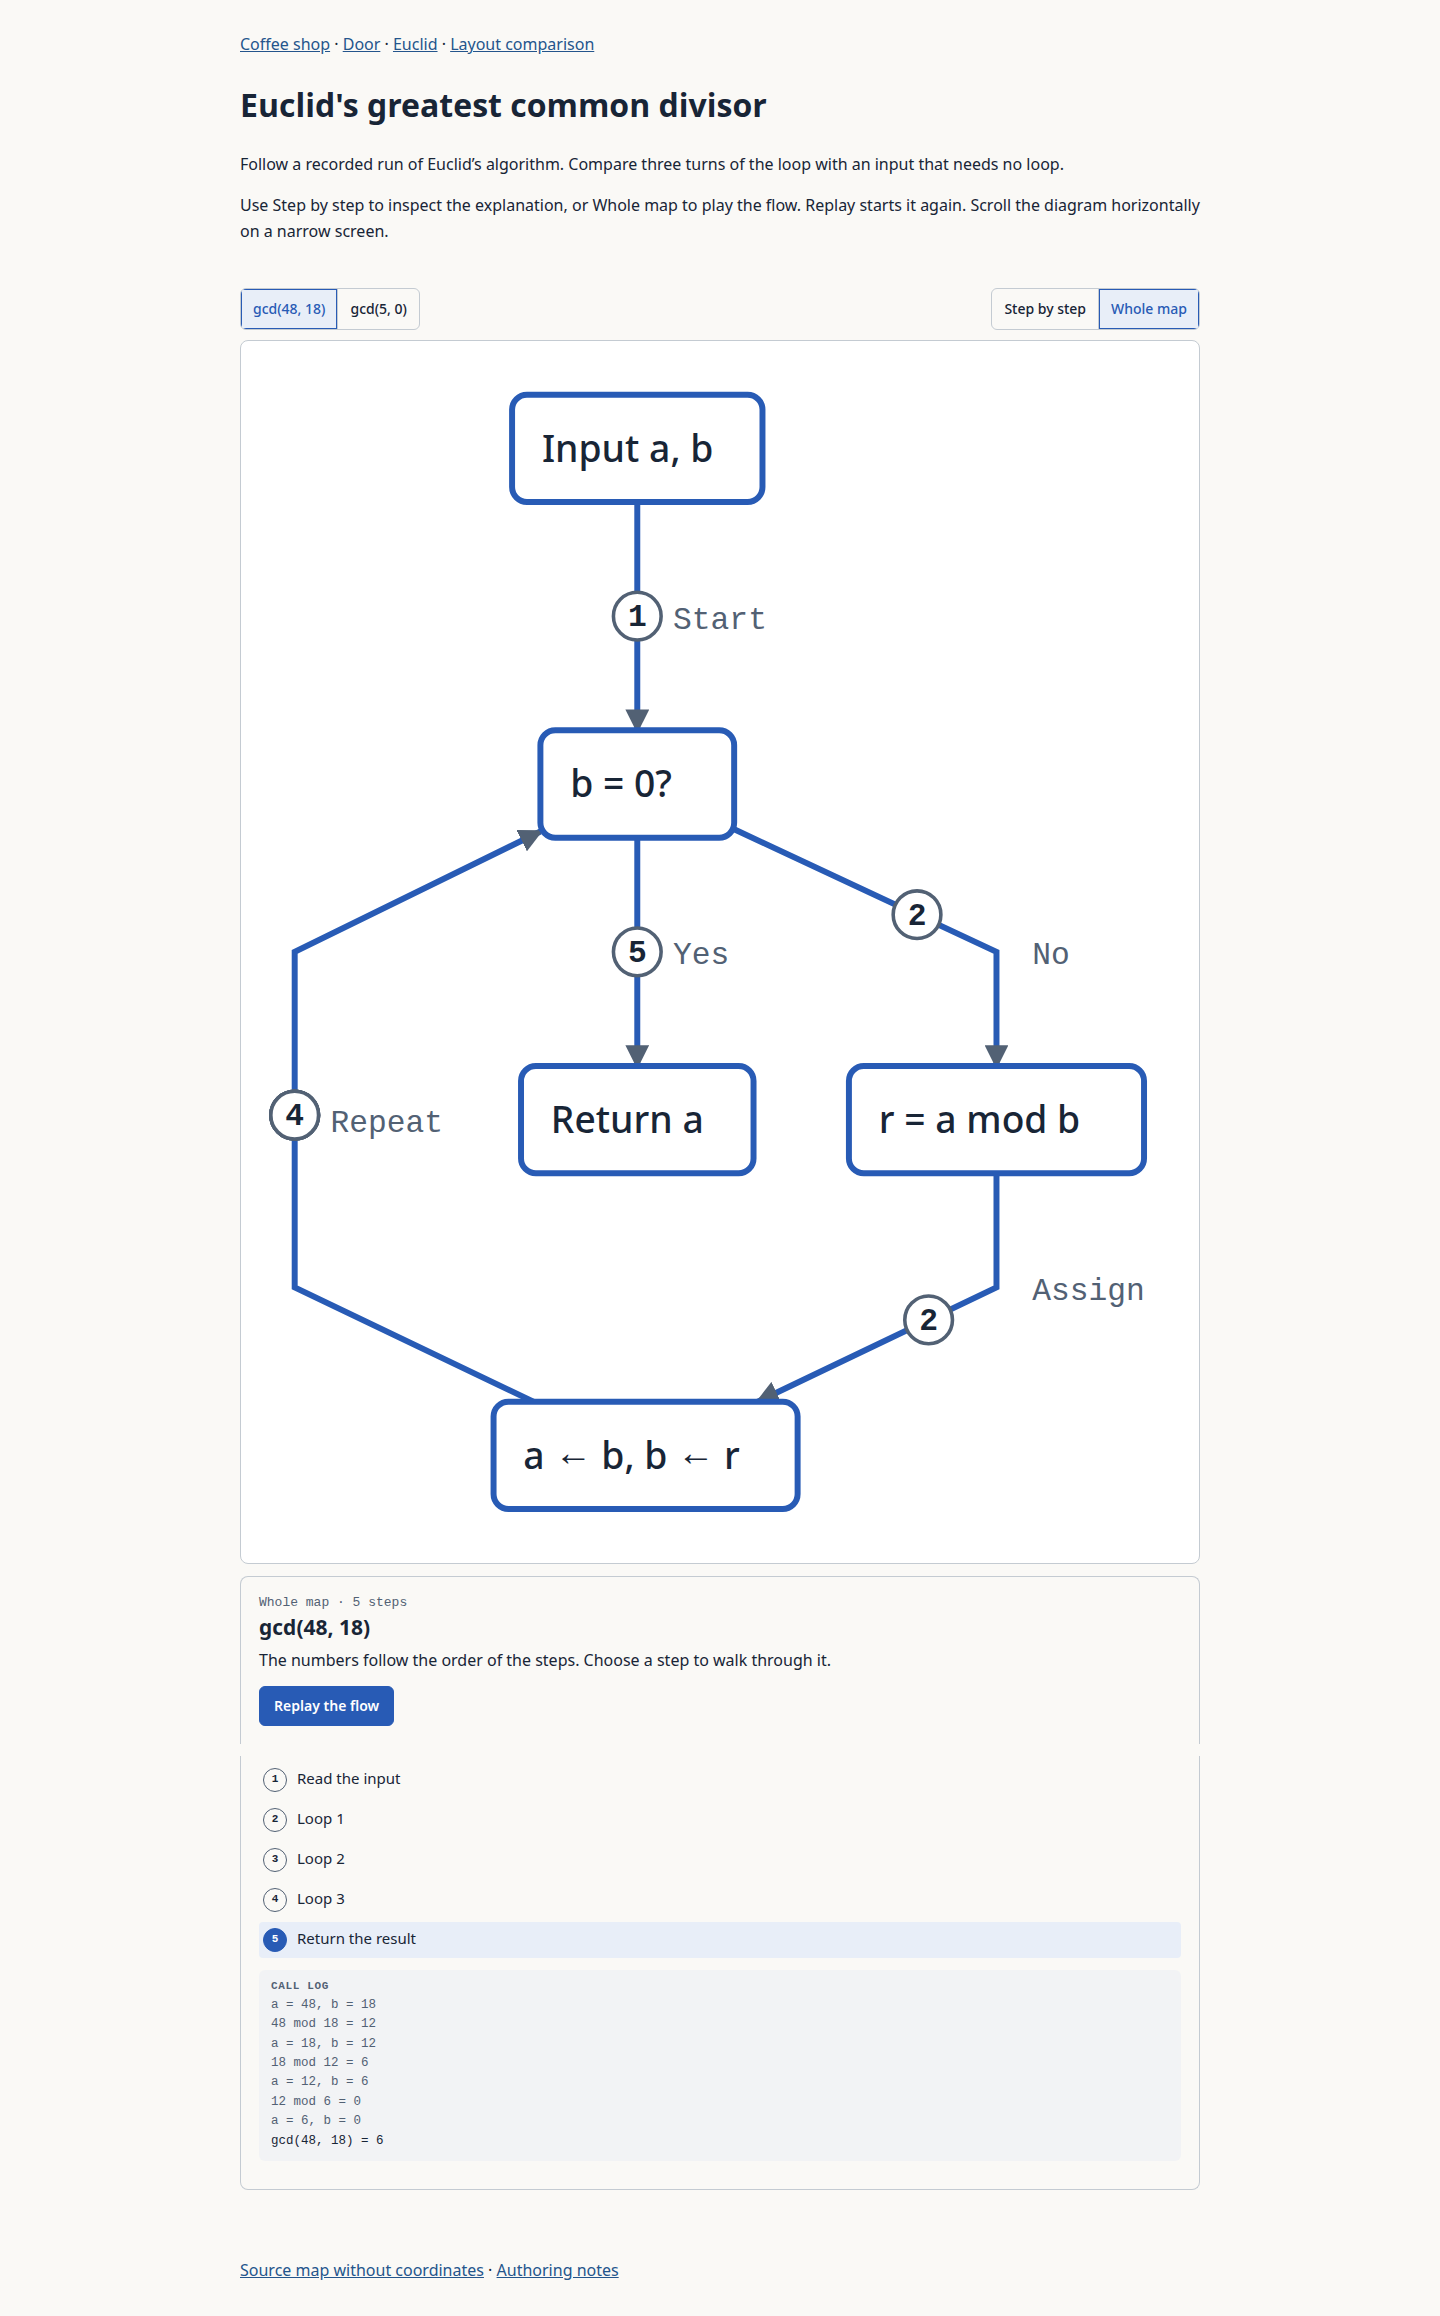 Coffee shop · Door · Euclid · Layout comparison
Euclid's greatest common divisor
Follow a recorded run of Euclid’s algorithm. Compare three turns of the loop with an input that needs no loop.
Use Step by step to inspect the explanation, or Whole map to play the flow. Replay starts it again. Scroll the diagram horizontally
on a narrow screen.
gcd(48, 18) gcd(5, 0) Step by step Whole map
Input a, b
1 Start
b = 0?
2
5 Yes
No
4 Repeat
Return a
r = a mod b
Assign
2
a ← b, b ← r
Whole map · 5 steps
gcd(48, 18)
The numbers follow the order of the steps. Choose a step to walk through it.
Replay the flow
1 Read the input
2 Loop 1
3 Loop 2
4 Loop 3
5 Return the result
CALL LOG
a = 48, b = 18
48 mod 18 = 12
a = 18, b = 12
18 mod 12 = 6
a = 12, b = 6
12 mod 6 = 0
a = 6, b = 0
gcd(48, 18) = 6
Source map without coordinates · Authoring notes